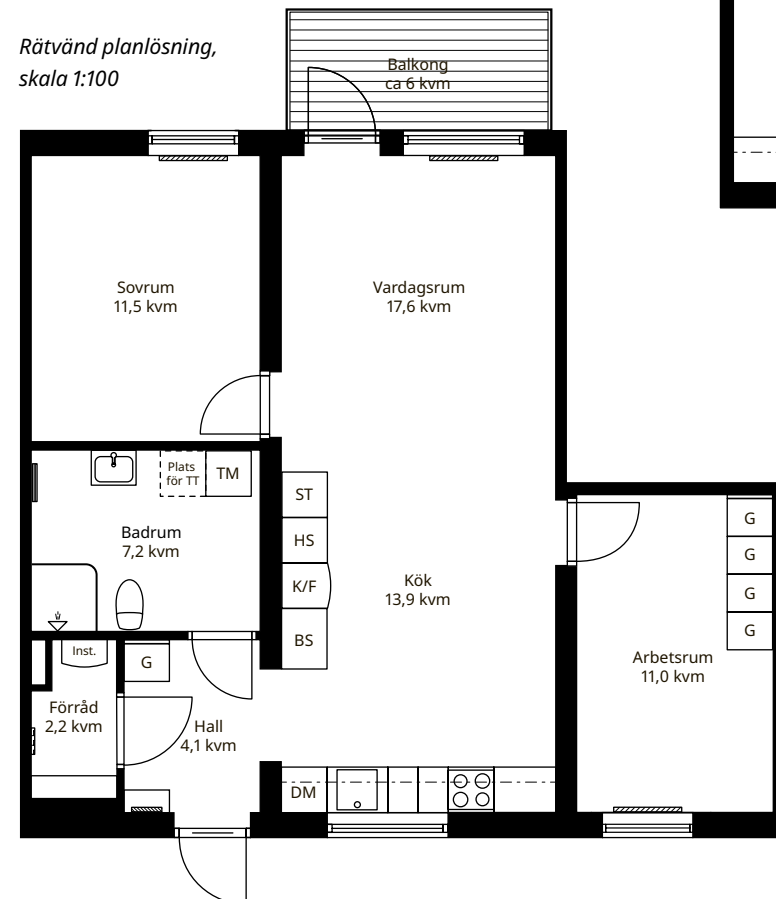 Rätvänd planlösning,
skala 1:100
Balkong
ca 6 kvm
Sovrum
11,5 kvm
Vardagsrum
17,6 kvm
Plats
för TT
TM
Badrum
7,2 kvm
ST
HS
K/F
BS
Kök
13,9 kvm
G
G
G
G
Arbetsrum
11,0 kvm
Inst.
G
Förråd
2,2 kvm
Hall
4,1 kvm
DM